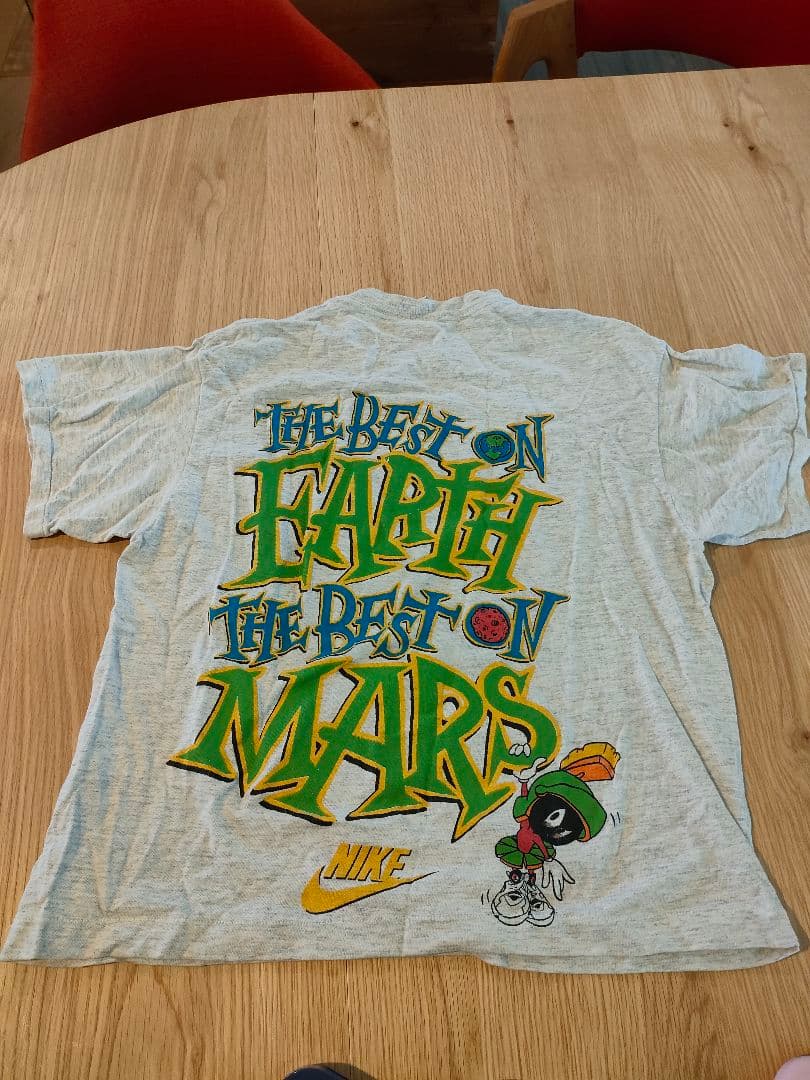 THE BEST ON
EARTH
THE BEST ON
MARS
NIKE